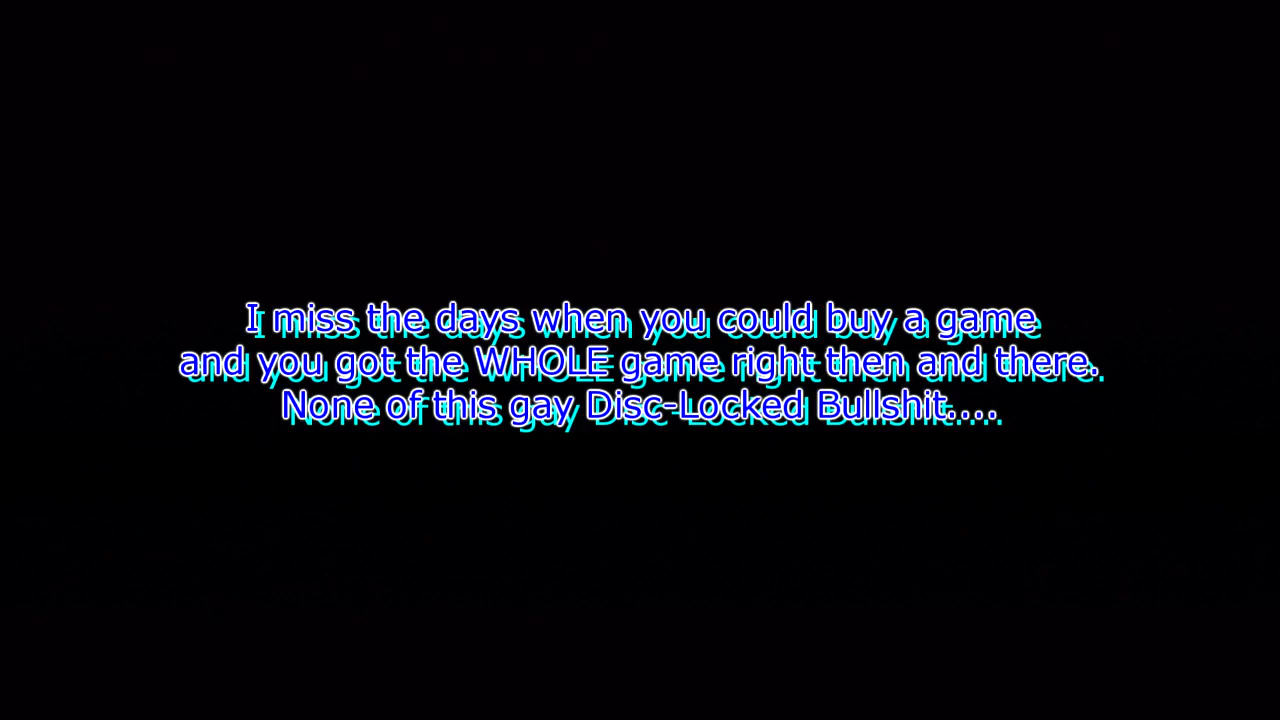 I miss the days when you could buy a game
and you got the WHOLE game right then and there.
None of this gay Disc-Locked Bullshit....